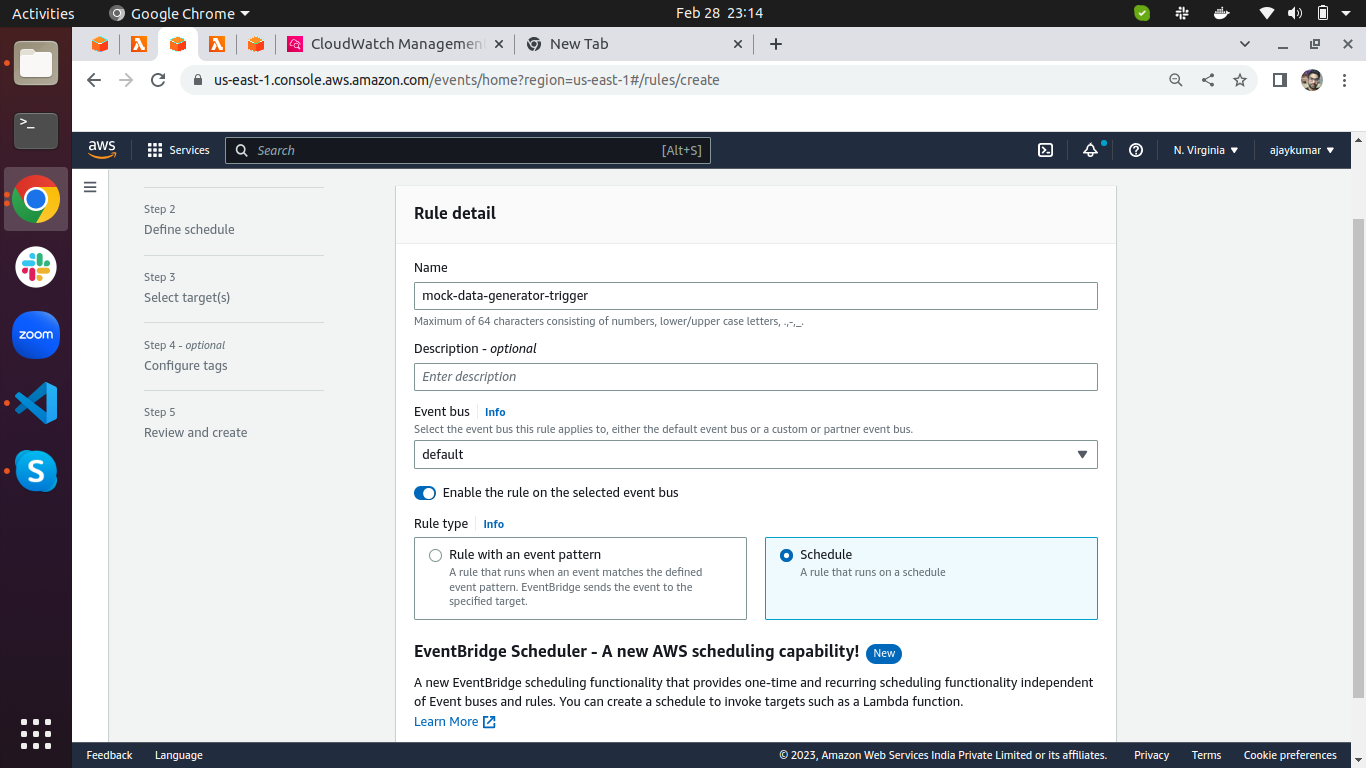 Activities
Google Chrome
Feb 28 23:14
CloudWatch Management
New Tab
us-east-1.console.aws.amazon.com/events/home?region=us-east-1#/rules/create
aws
Services
Search
[Alt+S]
N. Virginia
ajaykumar
Step 2
Define schedule
Step 3
Select target(s)
Step 4 - optional
Configure tags
Step 5
Review and create
Rule detail
Name
mock-data-generator-trigger
Maximum of 64 characters consisting of numbers, lower/upper case letters, .,-,_.
Description - optional
Enter description
Event bus
Info
Select the event bus this rule applies to, either the default event bus or a custom or partner event bus.
default
Enable the rule on the selected event bus
Rule type
Info
Rule with an event pattern
A rule that runs when an event matches the defined
event pattern. EventBridge sends the event to the
specified target.
Schedule
A rule that runs on a schedule
EventBridge Scheduler - A new AWS scheduling capability!
New
A new EventBridge scheduling functionality that provides one-time and recurring scheduling functionality independent
of Event buses and rules. You can create a schedule to invoke targets such as a Lambda function.
Learn More
>_
zoom
S
Feedback
Language
© 2023, Amazon Web Services India Private Limited or its affiliates.
Privacy
Terms
Cookie preferences